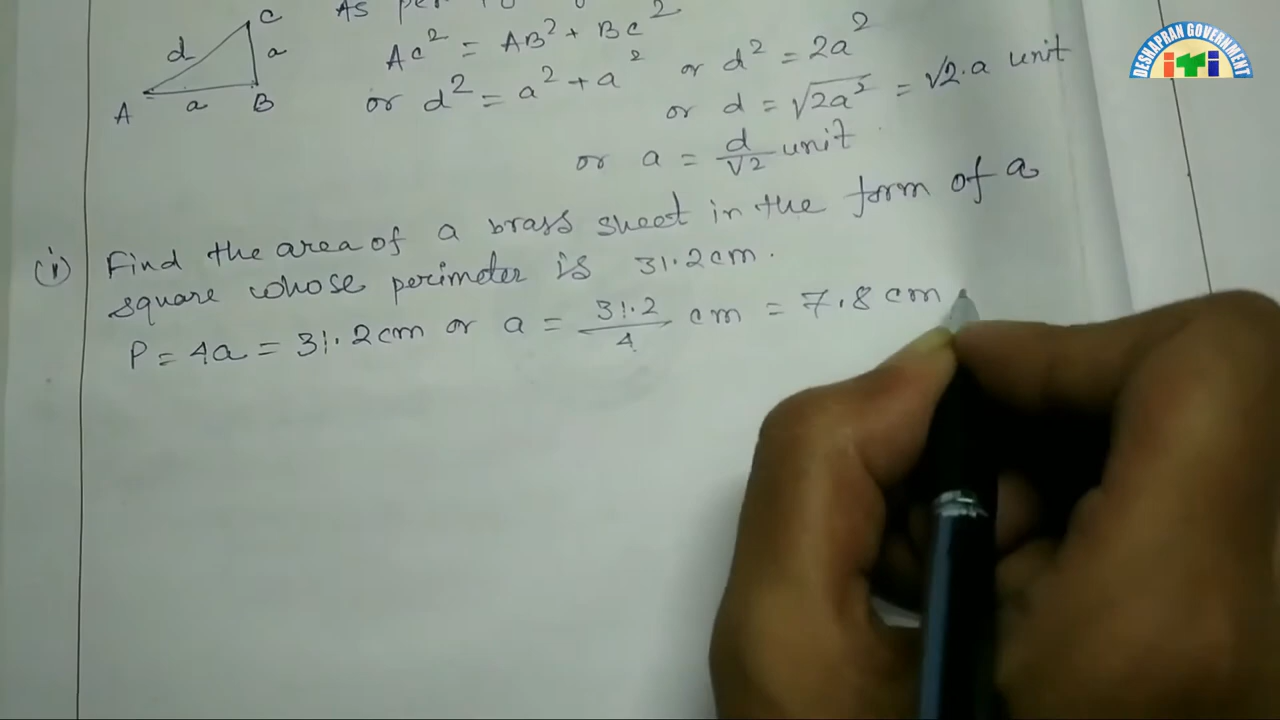 As per
C
d
a
A
a
B
AC² = AB² + BC²
or d² = a² + a²
or d² = 2a²
or d = √2a² = √2.a unit
or a = d/√2 unit
(i) Find the area of a brass sheet in the form of a
square whose perimeter is 31.2cm.
P = 4a = 31.2cm or a = 31.2/4 cm = 7.8 cm
DESHAPRAN GOVERNMENT
iTi